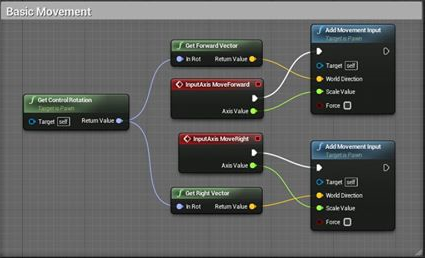 Basic Movement
Get Control Rotation
Target is Pawn
Target self Return Value
Get Forward Vector
In Rot Return Value
InputAxis MoveForward
Axis Value
Add Movement Input
Target is Pawn
Target self
World Direction
Scale Value
Force
InputAxis MoveRight
Axis Value
Get Right Vector
In Rot Return Value
Add Movement Input
Target is Pawn
Target self
World Direction
Scale Value
Force